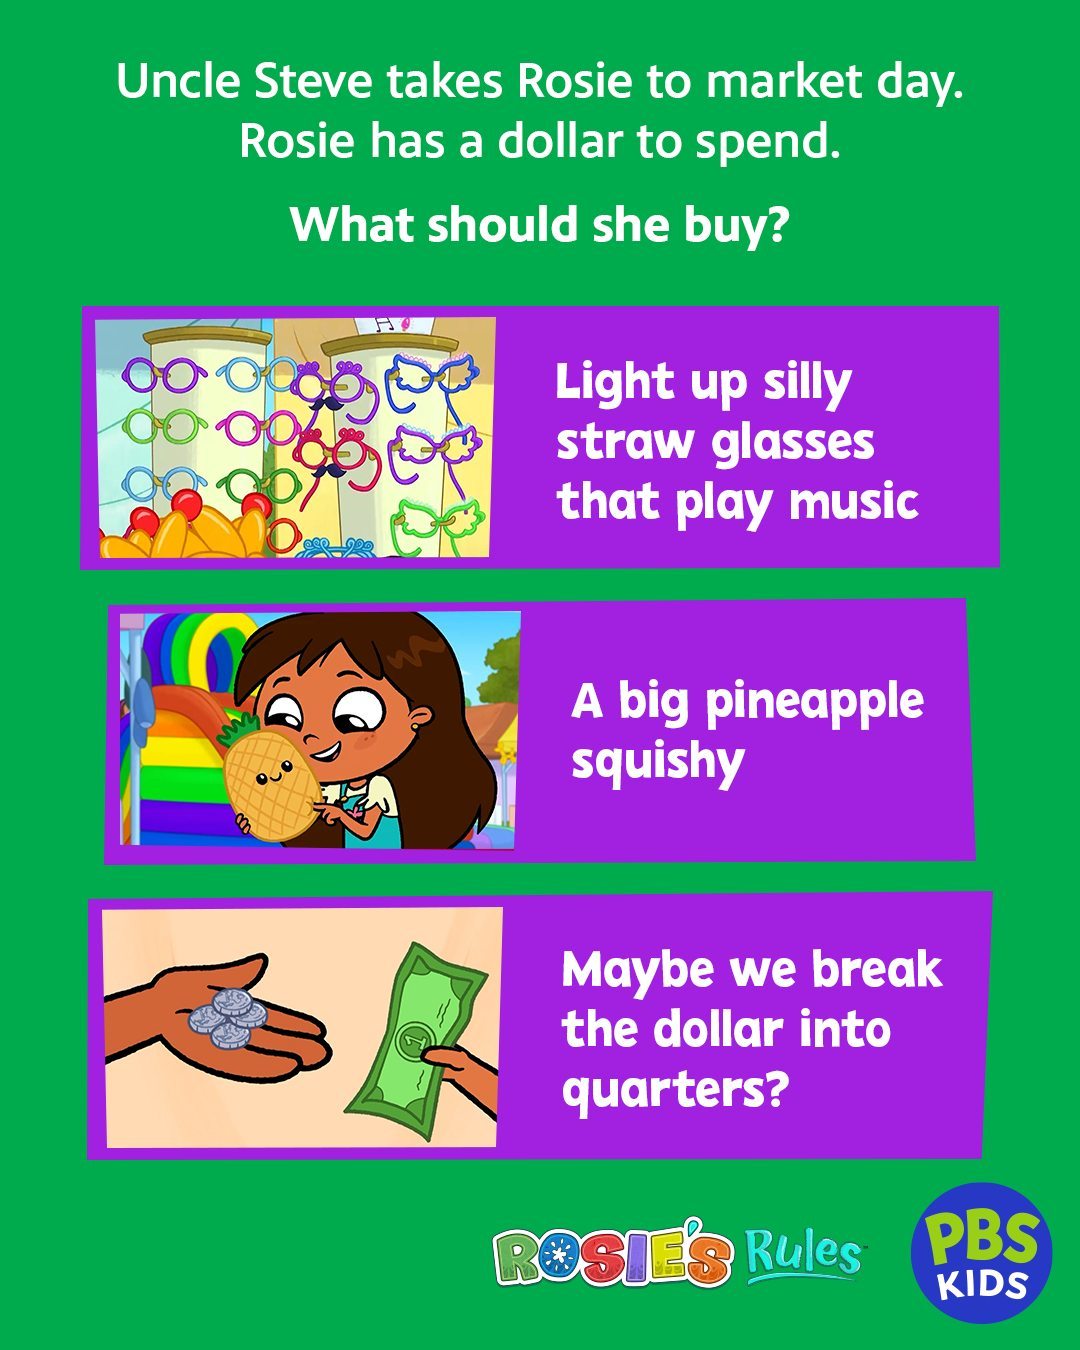 Uncle Steve takes Rosie to market day.
Rosie has a dollar to spend.
What should she buy?
Light up silly
straw glasses
that play music
A big pineapple
squishy
Maybe we break
the dollar into
quarters?
1
ROSIE'S Rules
PBS
KIDS